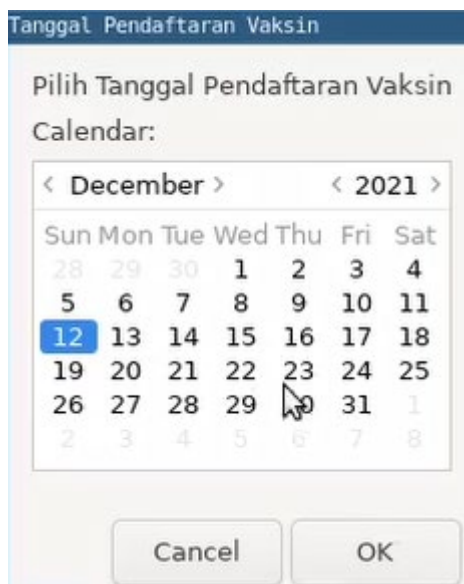 Tanggal Pendaftaran Vaksin
Pilih Tanggal Pendaftaran Vaksin
Calendar:
< December > < 2021 >
Sun Mon Tue Wed Thu Fri Sat
28 29 30 1 2 3 4
5 6 7 8 9 10 11
12 13 14 15 16 17 18
19 20 21 22 23 24 25
26 27 28 29 31 1
2 3 4 5 6 7 8
Cancel OK